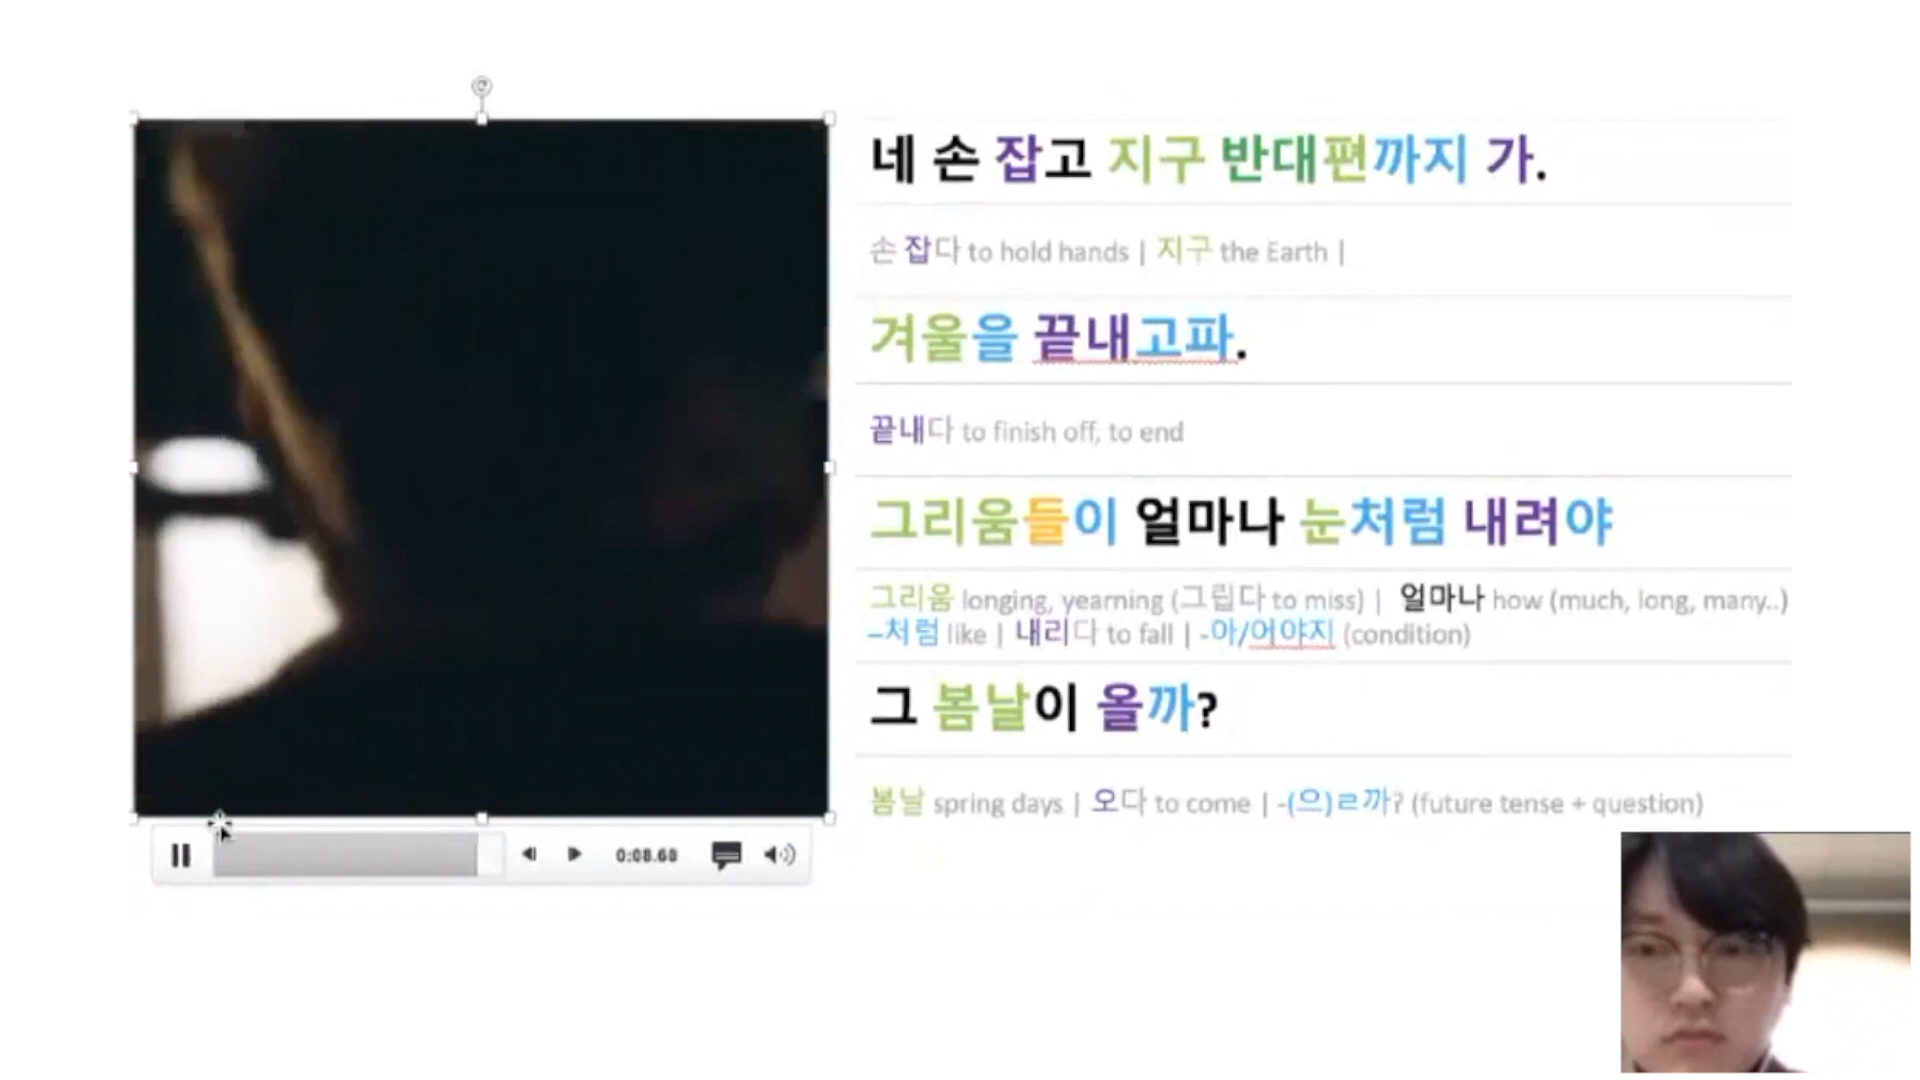 네 손 잡고 지구 반대편까지 가.
손 잡다 to hold hands | 지구 the Earth |
겨울을 끝내고파.
끝내다 to finish off, to end
그리움들이 얼마나 눈처럼 내려야
그리움 longing, yearning (그립다 to miss) | 얼마나 how (much, long, many..)
–처럼 like | 내리다 to fall | -아/어야지 (condition)
그 봄날이 올까?
봄날 spring days | 오다 to come | -(으)ㄹ까? (future tense + question)
0:08.60